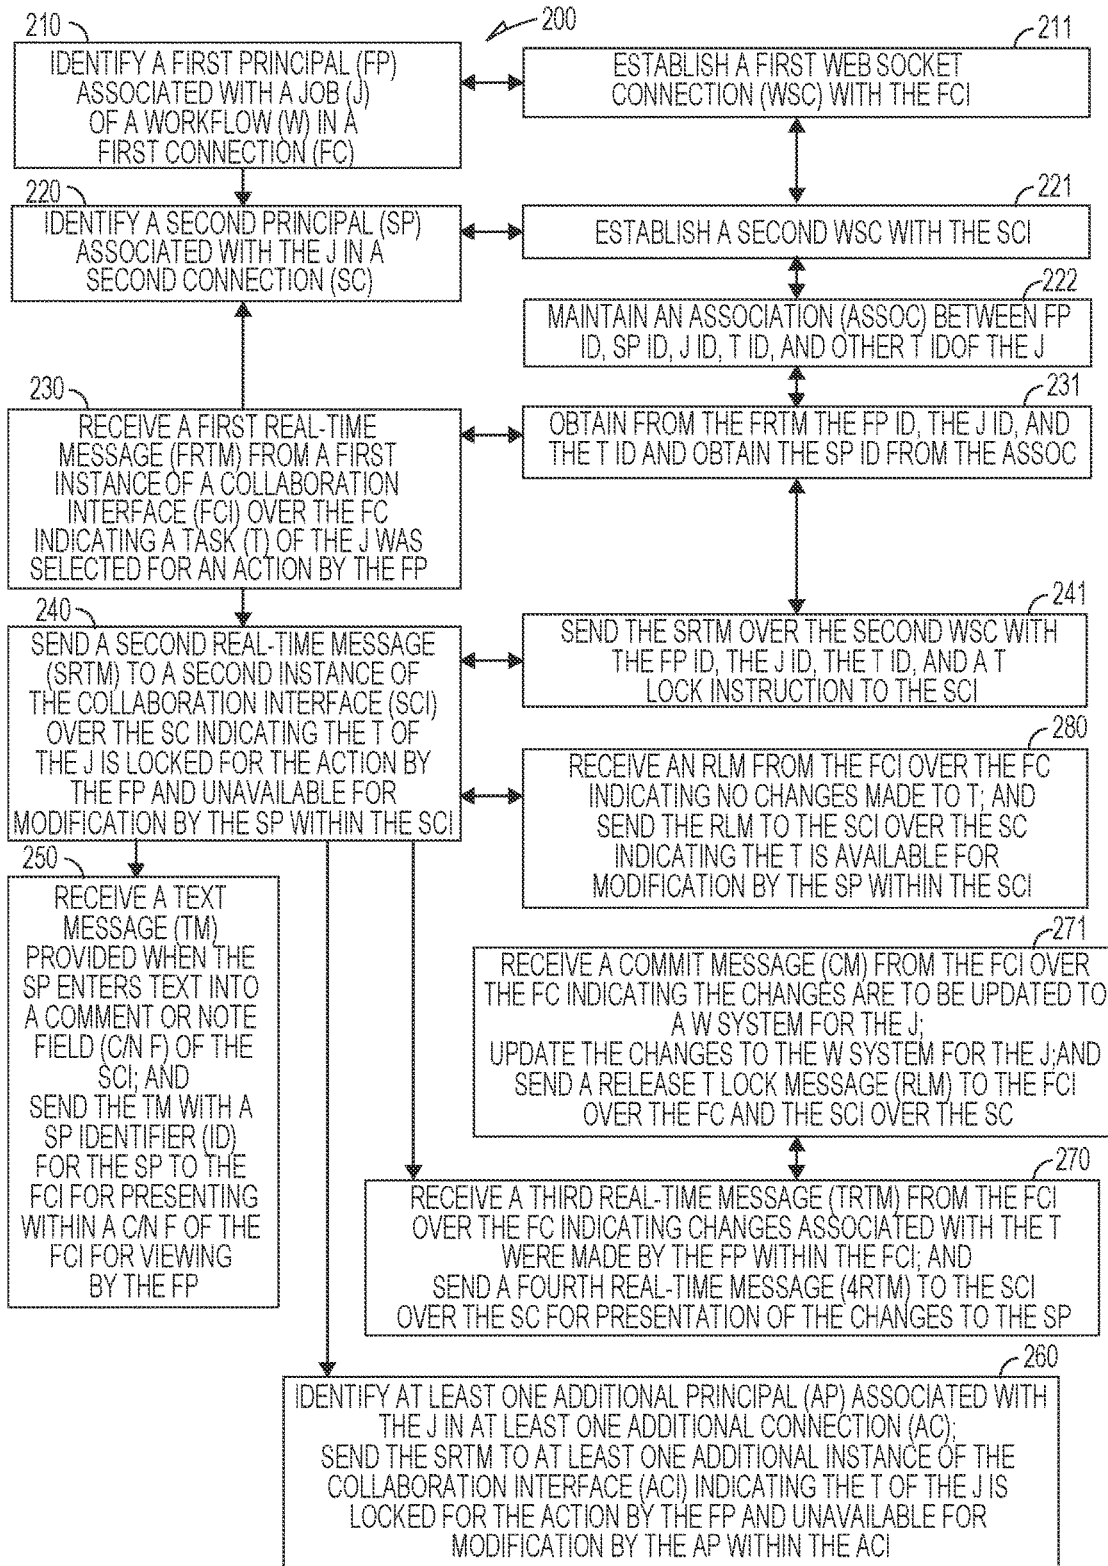 200
210
IDENTIFY A FIRST PRINCIPAL (FP)
ASSOCIATED WITH A JOB (J)
OF A WORKFLOW (W) IN A
FIRST CONNECTION (FC)
211
ESTABLISH A FIRST WEB SOCKET
CONNECTION (WSC) WITH THE FCI
220
IDENTIFY A SECOND PRINCIPAL (SP)
ASSOCIATED WITH THE J IN A
SECOND CONNECTION (SC)
221
ESTABLISH A SECOND WSC WITH THE SCI
222
MAINTAIN AN ASSOCIATION (ASSOC) BETWEEN FP
ID, SP ID, J ID, T ID, AND OTHER T IDOF THE J
230
RECEIVE A FIRST REAL-TIME
MESSAGE (FRTM) FROM A FIRST
INSTANCE OF A COLLABORATION
INTERFACE (FCI) OVER THE FC
INDICATING A TASK (T) OF THE J WAS
SELECTED FOR AN ACTION BY THE FP
231
OBTAIN FROM THE FRTM THE FP ID, THE J ID, AND
THE T ID AND OBTAIN THE SP ID FROM THE ASSOC
240
SEND A SECOND REAL-TIME MESSAGE
(SRTM) TO A SECOND INSTANCE OF
THE COLLABORATION INTERFACE (SCI)
OVER THE SC INDICATING THE T OF
THE J IS LOCKED FOR THE ACTION BY
THE FP AND UNAVAILABLE FOR
MODIFICATION BY THE SP WITHIN THE SCI
241
SEND THE SRTM OVER THE SECOND WSC WITH
THE FP ID, THE J ID, THE T ID, AND A T
LOCK INSTRUCTION TO THE SCI
280
RECEIVE AN RLM FROM THE FCI OVER THE FC
INDICATING NO CHANGES MADE TO T; AND
SEND THE RLM TO THE SCI OVER THE SC
INDICATING THE T IS AVAILABLE FOR
MODIFICATION BY THE SP WITHIN THE SCI
250
RECEIVE A TEXT
MESSAGE (TM)
PROVIDED WHEN THE
SP ENTERS TEXT INTO
A COMMENT OR NOTE
FIELD (C/N F) OF THE
SCI; AND
SEND THE TM WITH A
SP IDENTIFIER (ID)
FOR THE SP TO THE
FCI FOR PRESENTING
WITHIN A C/N F OF THE
FCI FOR VIEWING
BY THE FP
271
RECEIVE A COMMIT MESSAGE (CM) FROM THE FCI OVER
THE FC INDICATING THE CHANGES ARE TO BE UPDATED TO
A W SYSTEM FOR THE J;
UPDATE THE CHANGES TO THE W SYSTEM FOR THE J;AND
SEND A RELEASE T LOCK MESSAGE (RLM) TO THE FCI
OVER THE FC AND THE SCI OVER THE SC
270
RECEIVE A THIRD REAL-TIME MESSAGE (TRTM) FROM THE FCI
OVER THE FC INDICATING CHANGES ASSOCIATED WITH THE T
WERE MADE BY THE FP WITHIN THE FCI; AND
SEND A FOURTH REAL-TIME MESSAGE (4RTM) TO THE SCI
OVER THE SC FOR PRESENTATION OF THE CHANGES TO THE SP
260
IDENTIFY AT LEAST ONE ADDITIONAL PRINCIPAL (AP) ASSOCIATED WITH
THE J IN AT LEAST ONE ADDITIONAL CONNECTION (AC);
SEND THE SRTM TO AT LEAST ONE ADDITIONAL INSTANCE OF THE
COLLABORATION INTERFACE (ACI) INDICATING THE T OF THE J IS
LOCKED FOR THE ACTION BY THE FP AND UNAVAILABLE FOR
MODIFICATION BY THE AP WITHIN THE ACI